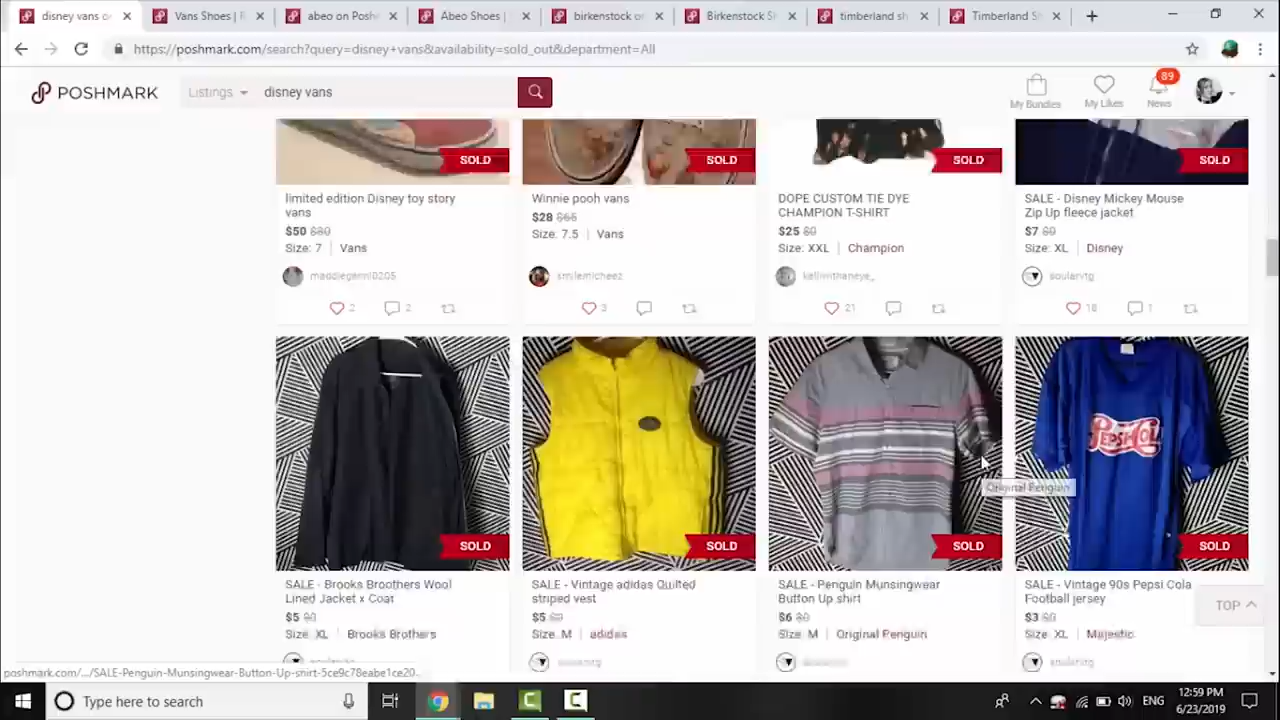 disney vans o
Vans Shoes | F
abeo on Posh
Abeo Shoes |
birkenstock o
Birkenstock S
timberland sh
Timberland S
https://poshmark.com/search?query=disney+vans&availability=sold_out&department=All
POSHMARK
Listings
disney vans
My Bundles
My Likes
89
News
SOLD
SOLD
SOLD
SOLD
limited edition Disney toy story
vans
$50 $80
Size: 7 | Vans
2
2
Winnie pooh vans
$28 $65
Size: 7.5 | Vans
smilemicheez
3
DOPE CUSTOM TIE DYE
CHAMPION T-SHIRT
$25 $0
Size: XXL | Champion
21
SALE - Disney Mickey Mouse
Zip Up fleece jacket
$7 $0
Size: XL | Disney
soularvtg
18
1
PEPSI COL
Original Penguin
SOLD
SOLD
SOLD
SOLD
SALE - Brooks Broothers Wool
Lined Jacket x Coat
$5 $0
Size: XL | Brooks Brothers
SALE - Vintage adidas Quilted
striped vest
$5 $0
Size: M | adidas
SALE - Penguin Munsingwear
Button Up shirt
$6 $0
Size: M | Original Penguin
SALE - Vintage 90s Pepsi Cola
Football jersey
$3 $0
Size: XL | Majestic
soularvtg
TOP
poshmark.com/.../SALE-Penguin-Munsingwear-Button-Up-shirt-5ce9c78eabe1ce20...
Type here to search
ENG
12:59 PM
6/23/2019